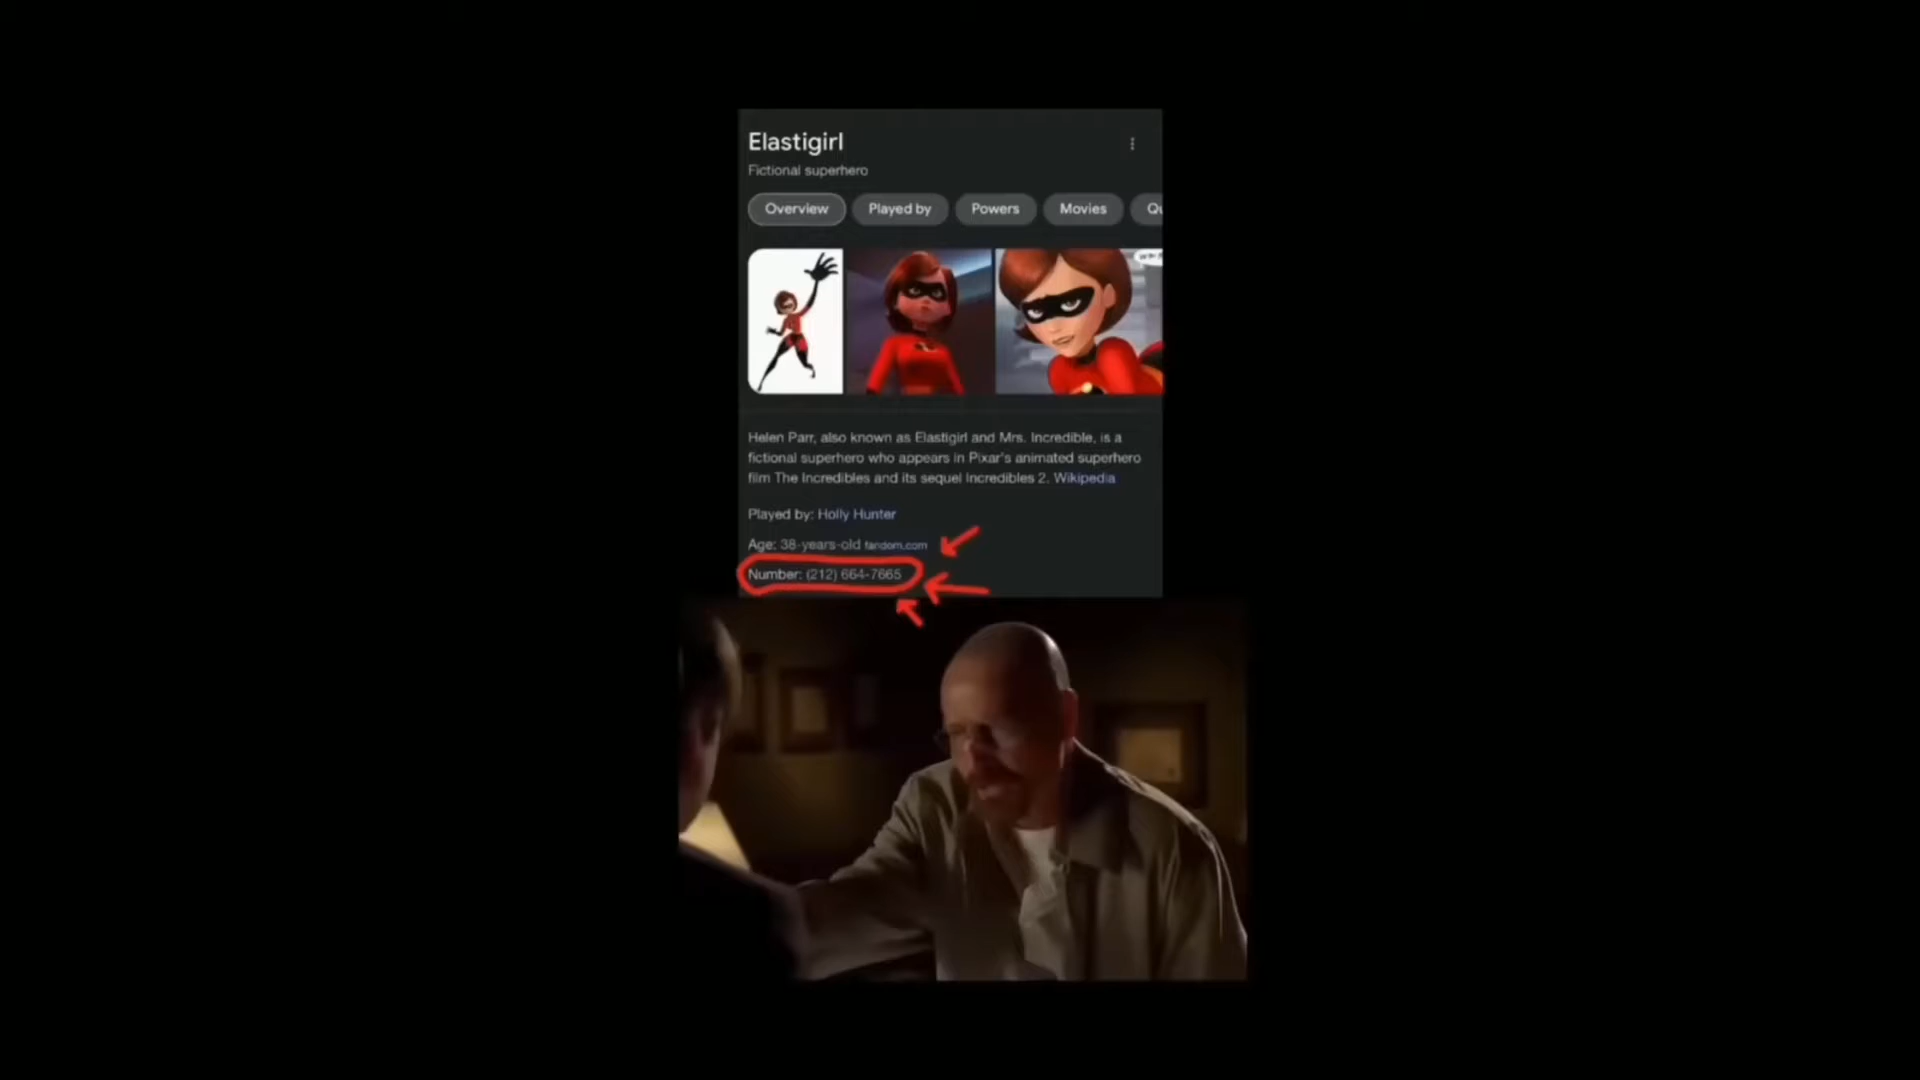 Elastigirl
Fictional superhero
Overview Played by Powers Movies Qu
Helen Parr, also known as Elastigirl and Mrs. Incredible, is a
fictional superhero who appears in Pixar's animated superhero
film The Incredibles and its sequel Incredibles 2. Wikipedia
Played by: Holly Hunter
Age: 38-years-old fandom.com
Number: (212) 664-7665